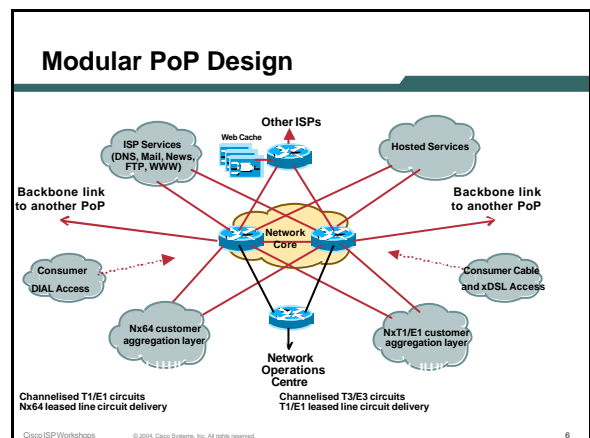 Modular PoP Design
Other ISPs
Web Cache
ISP Services
(DNS, Mail, News,
FTP, WWW)
Hosted Services
Backbone link
to another PoP
Backbone link
to another PoP
Network
Core
Consumer
DIAL Access
Consumer Cable
and xDSL Access
Nx64 customer
aggregation layer
NxT1/E1 customer
aggregation layer
Network
Operations
Centre
Channelised T1/E1 circuits
Nx64 leased line circuit delivery
Channelised T3/E3 circuits
T1/E1 leased line circuit delivery
Cisco ISP Workshops
© 2004, Cisco Systems, Inc. All rights reserved.
6